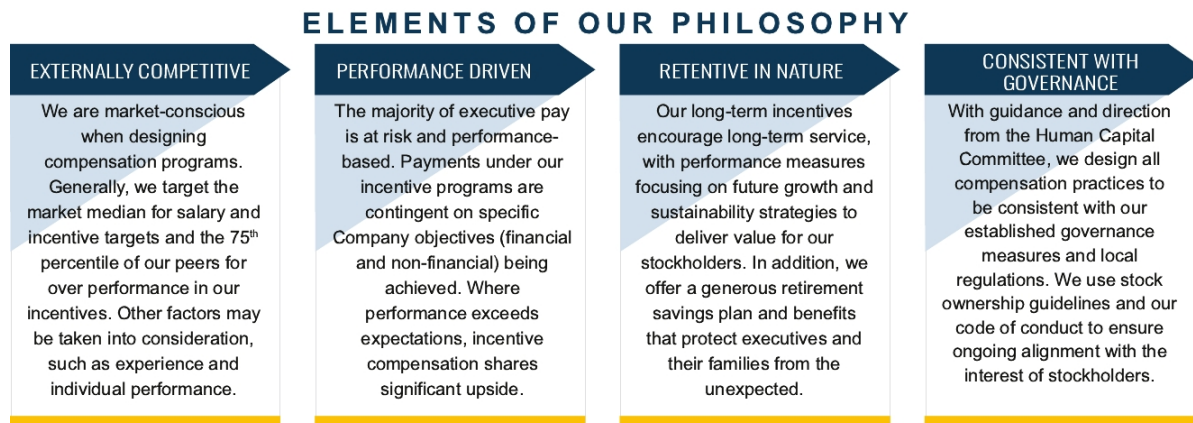 ELEMENTS OF OUR PHILOSOPHY
EXTERNALLY COMPETITIVE
We are market-conscious
when designing
compensation programs.
Generally, we target the
market median for salary and
incentive targets and the 75th
percentile of our peers for
over performance in our
incentives. Other factors may
be taken into consideration,
such as experience and
individual performance.
PERFORMANCE DRIVEN
The majority of executive pay
is at risk and performance-
based. Payments under our
incentive programs are
contingent on specific
Company objectives (financial
and non-financial) being
achieved. Where
performance exceeds
expectations, incentive
compensation shares
significant upside.
RETENTIVE IN NATURE
Our long-term incentives
encourage long-term service,
with performance measures
focusing on future growth and
sustainability strategies to
deliver value for our
stockholders. In addition, we
offer a generous retirement
savings plan and benefits
that protect executives and
their families from the
unexpected.
CONSISTENT WITH
GOVERNANCE
With guidance and direction
from the Human Capital
Committee, we design all
compensation practices to
be consistent with our
established governance
measures and local
regulations. We use stock
ownership guidelines and our
code of conduct to ensure
ongoing alignment with the
interest of stockholders.